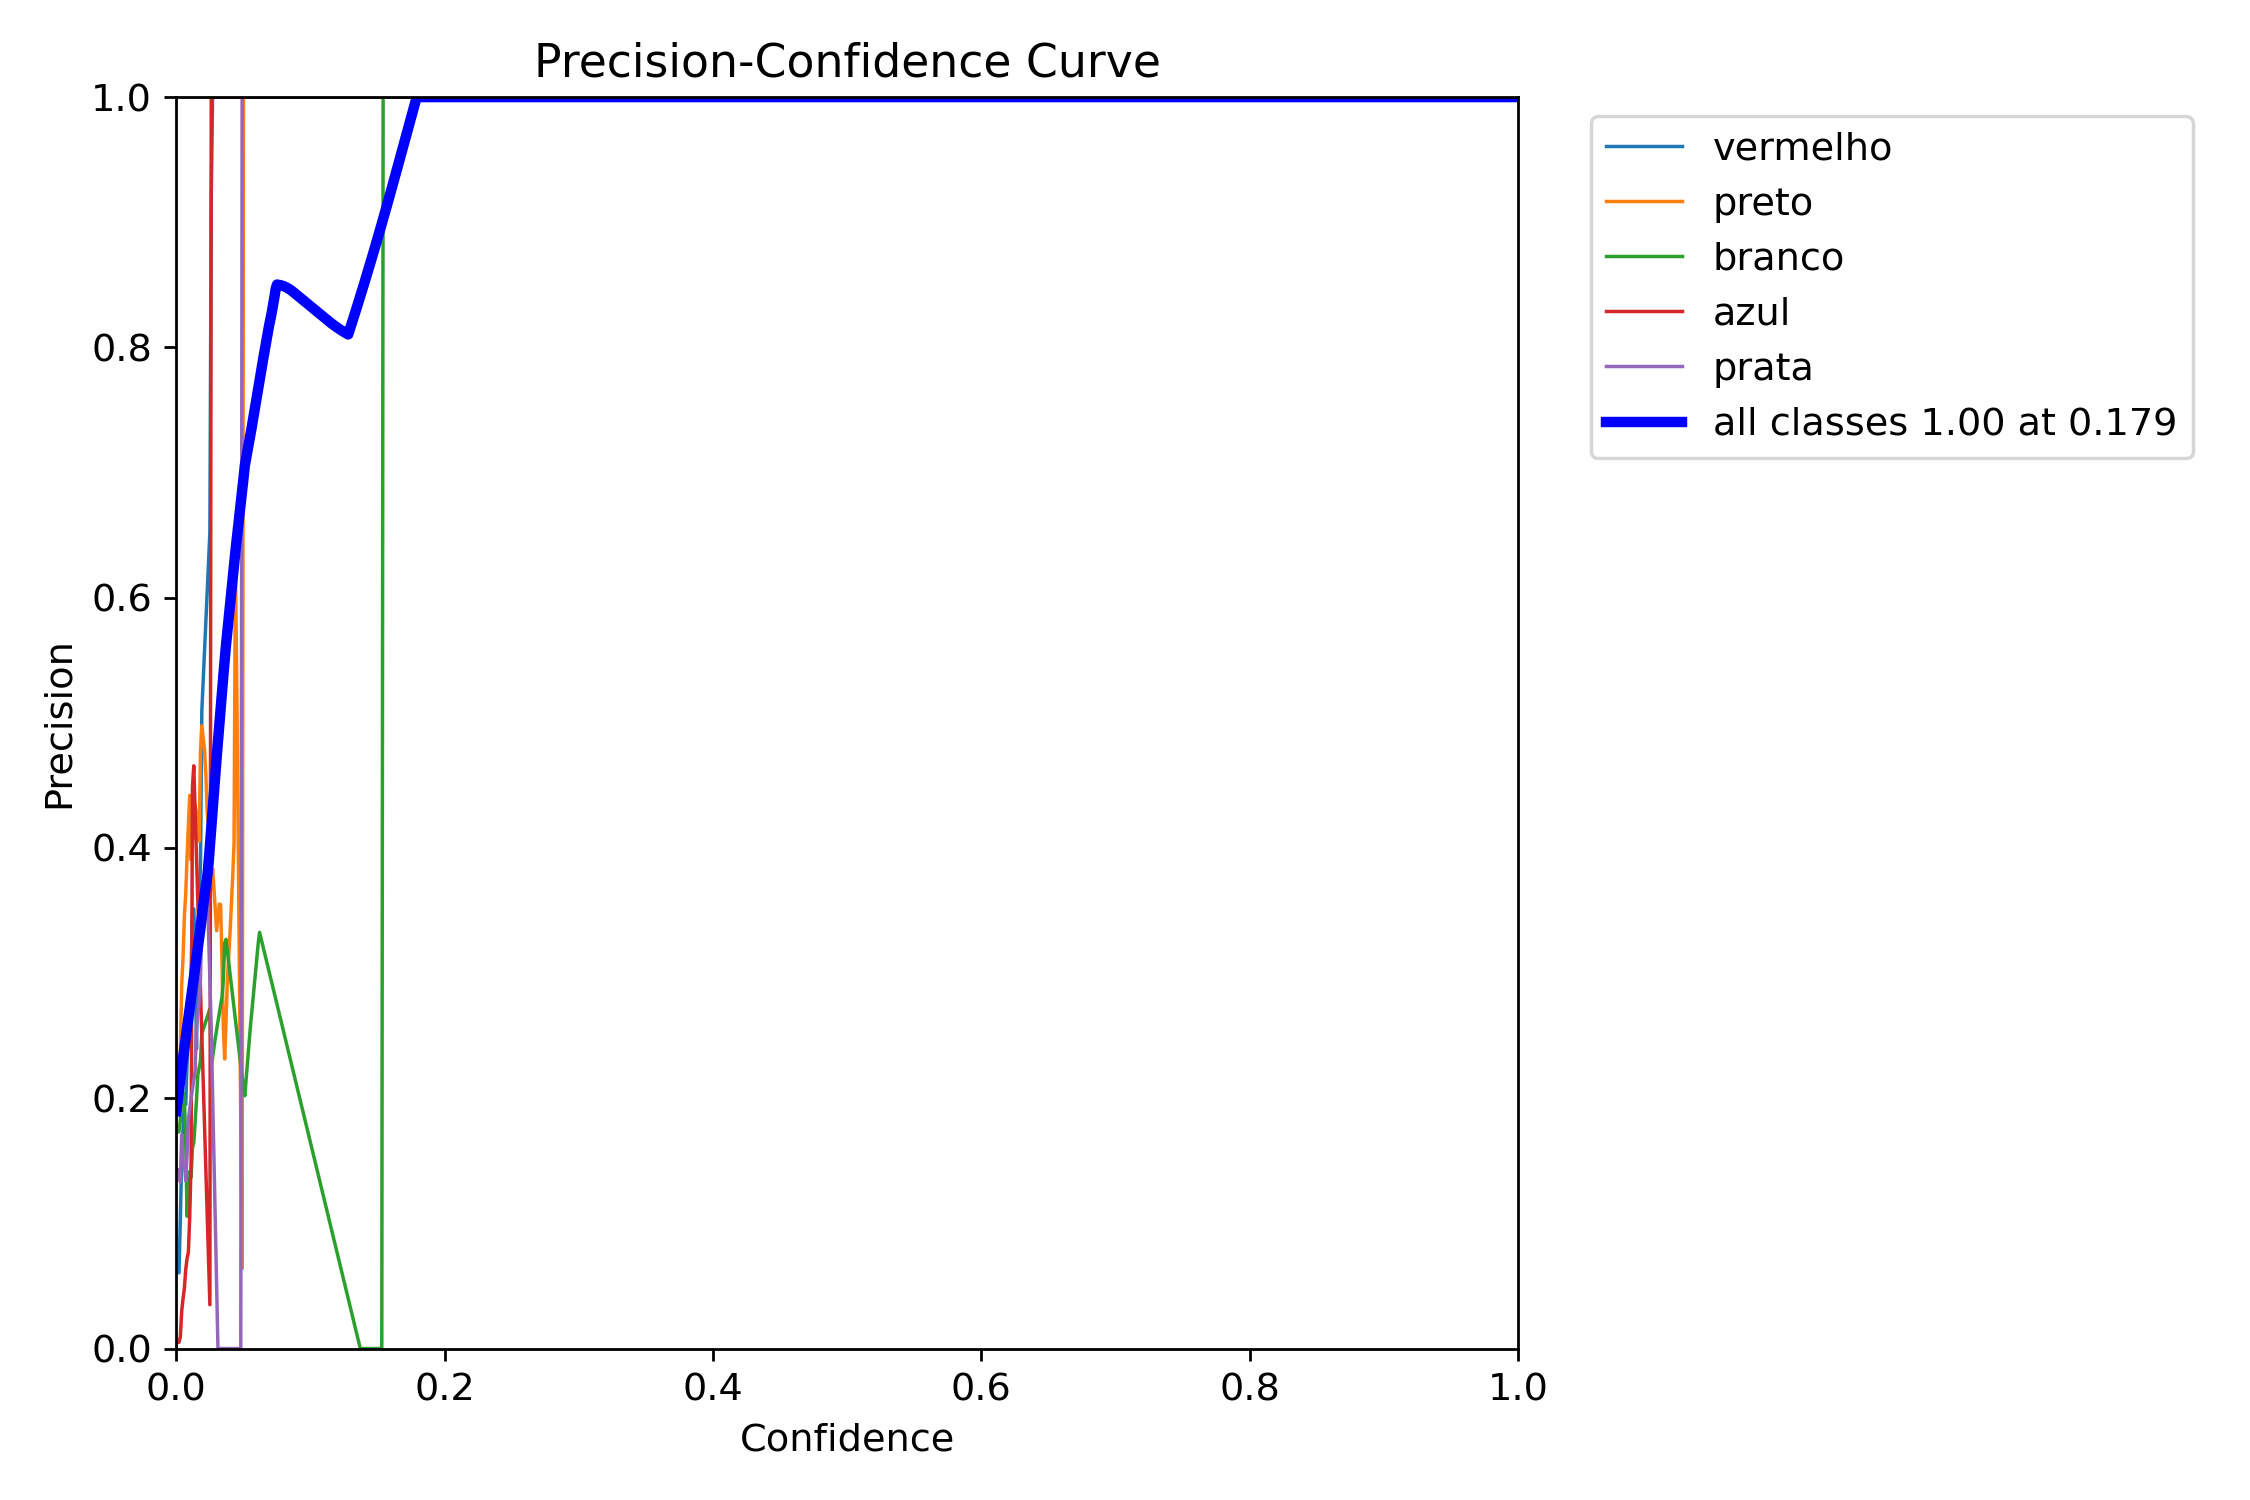 Precision-Confidence Curve
1.0
0.8
0.6
0.4
0.2
0.0
Precision
0.0 0.2 0.4 0.6 0.8 1.0
Confidence
vermelho
preto
branco
azul
prata
all classes 1.00 at 0.179